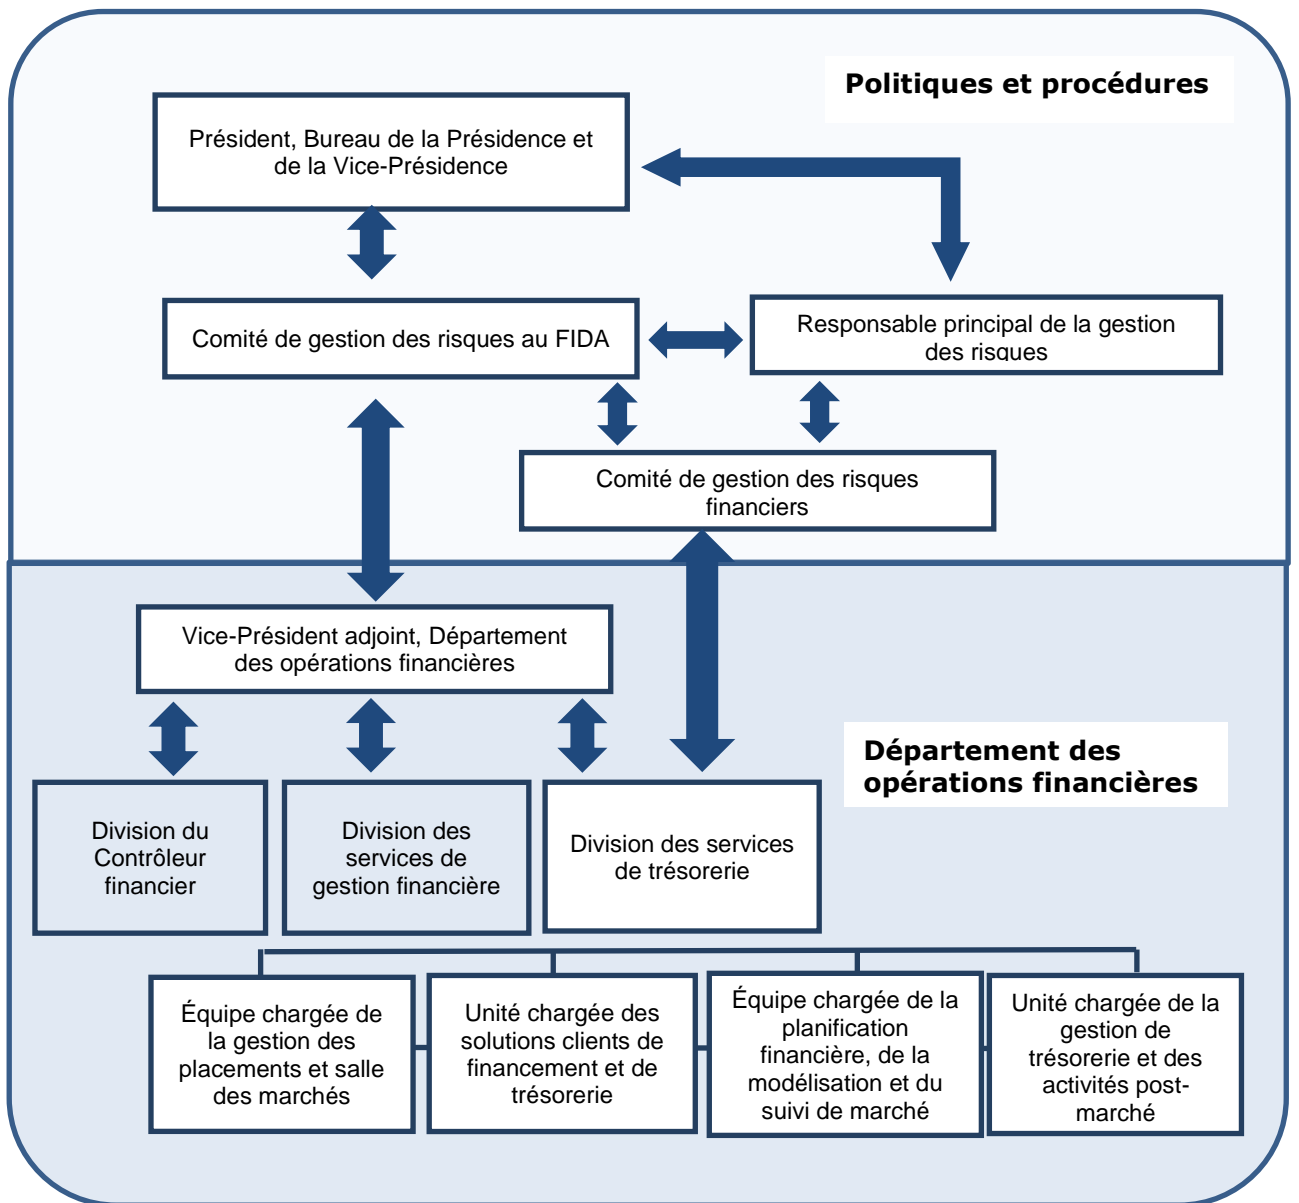 Politiques et procédures
Président, Bureau de la Présidence et
de la Vice-Présidence
Comité de gestion des risques au FIDA
Responsable principal de la gestion
des risques
Comité de gestion des risques
financiers
Vice-Président adjoint, Département
des opérations financières
Département des
opérations financières
Division du
Contrôleur
financier
Division des
services de
gestion financière
Division des services
de trésorerie
Équipe chargée de
la gestion des
placements et salle
des marchés
Unité chargée des
solutions clients de
financement et de
trésorerie
Équipe chargée de la
planification
financière, de la
modélisation et du
suivi de marché
Unité chargée de la
gestion de
trésorerie et des
activités post-
marché